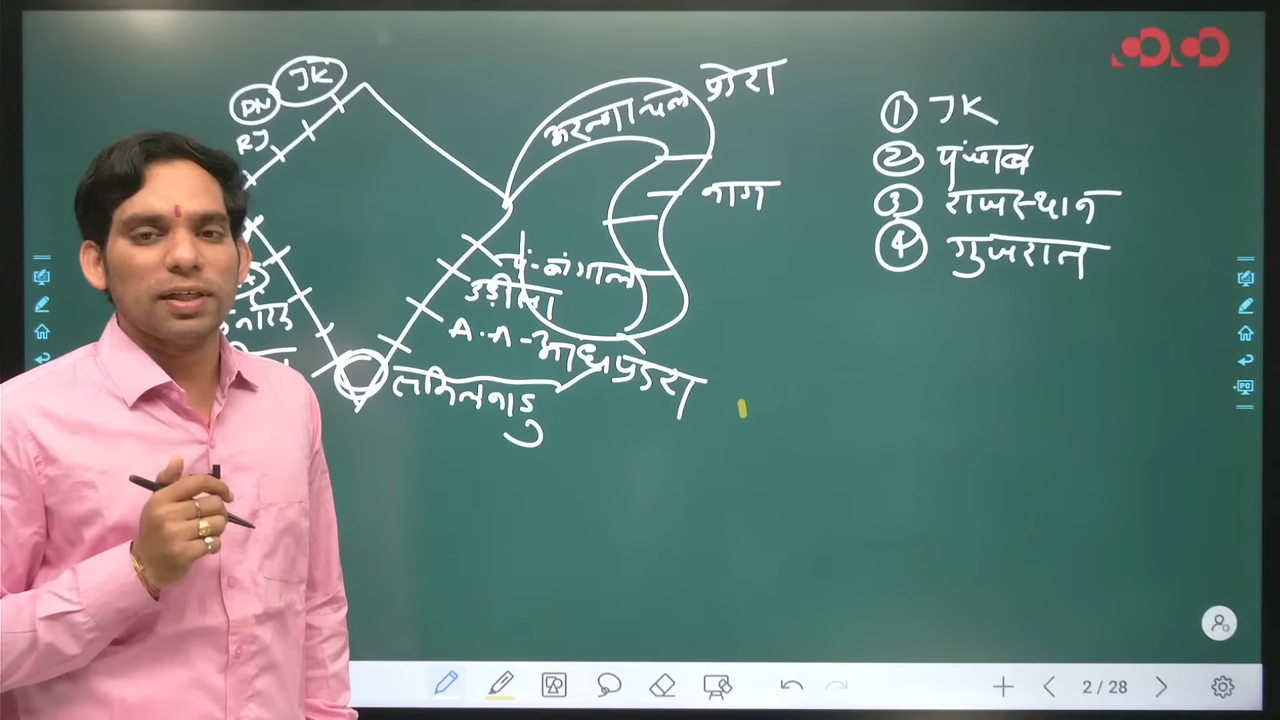 JK
PN
RJ
अरुणाचल
प्रदेश
नागा
पं. बंगाल
उड़ीसा
A.P - आंध्र प्रदेश
तमिलनाडु
① JK
② पंजाब
③ राजस्थान
④ गुजरात
2 / 28